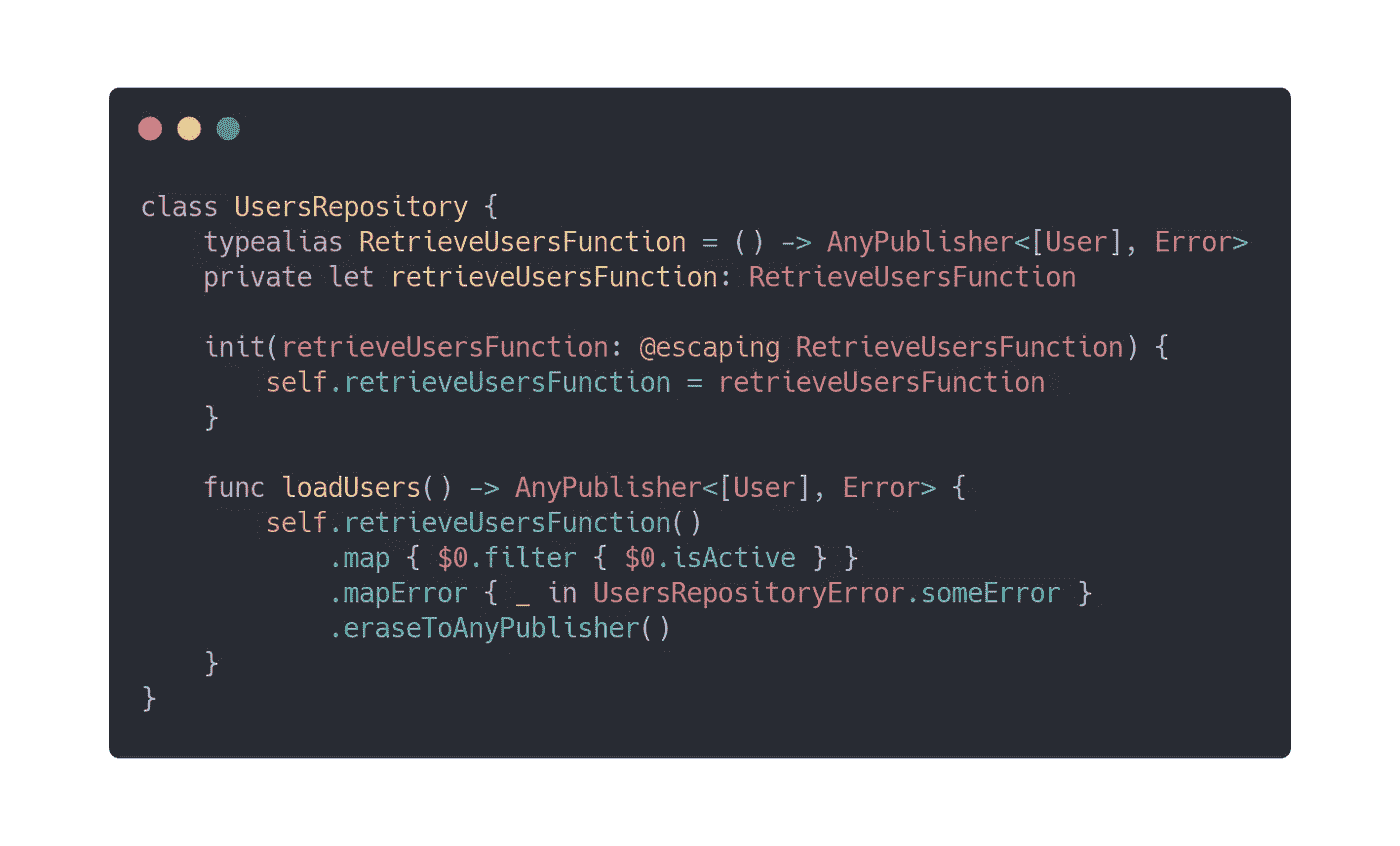 class UsersRepository {
    typealias RetrieveUsersFunction = () -> AnyPublisher<[User], Error>
    private let retrieveUsersFunction: RetrieveUsersFunction

    init(retrieveUsersFunction: @escaping RetrieveUsersFunction) {
        self.retrieveUsersFunction = retrieveUsersFunction
    }

    func loadUsers() -> AnyPublisher<[User], Error> {
        self.retrieveUsersFunction()
            .map { $0.filter { $0.isActive } }
            .mapError { _ in UsersRepositoryError.someError }
            .eraseToAnyPublisher()
    }
}